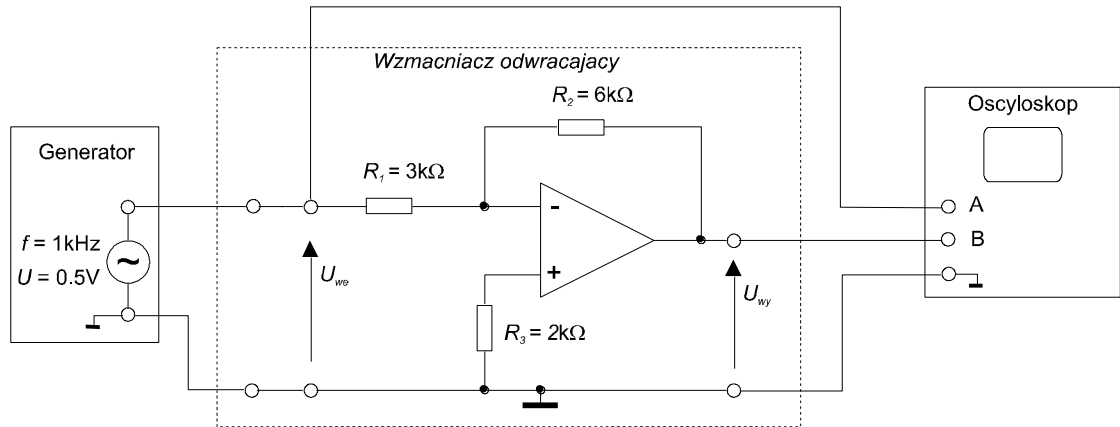 Wzmacniacz odwracajacy
R₂ = 6kΩ
Oscyloskop
Generator
R₁ = 3kΩ
A
-
B
f = 1kHz
~
U = 0.5V
+
Uwe
Uwy
R₃ = 2kΩ